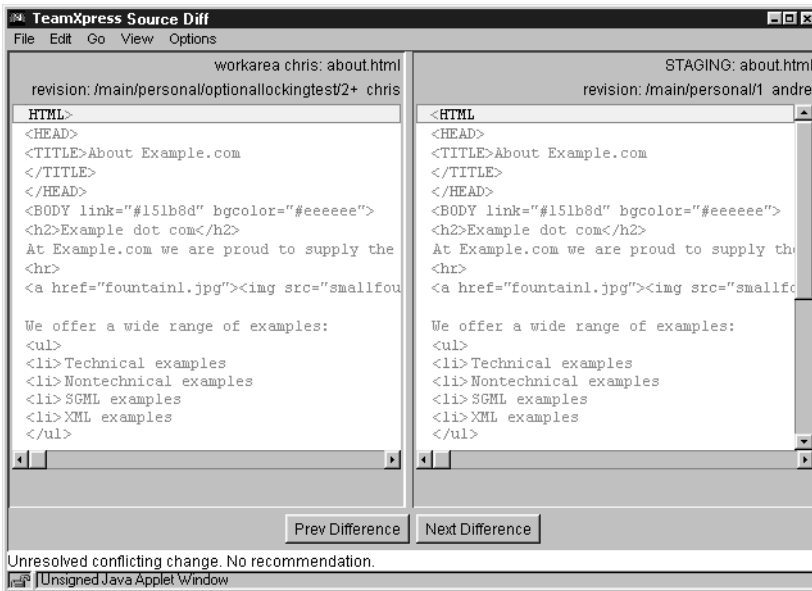 TeamXpress Source Diff
File Edit Go View Options
workarea chris: about.html
revision: /main/personal/optionallockingtest/2+ chris
HTML>
<HEAD>
<TITLE>About Example.com
</TITLE>
</HEAD>
<BODY link="#151b8d" bgcolor="#eeeeee">
<h2>Example dot com</h2>
At Example.com we are proud to supply the
<hr>
<a href="fountain1.jpg"><img src="smallfou
We offer a wide range of examples:
<ul>
<li>Technical examples
<li>Nontechnical examples
<li>SGML examples
<li>XML examples
</ul>
STAGING: about.html
revision: /main/personal/1 andre
<HTML
<HEAD>
<TITLE>About Example.com
</TITLE>
</HEAD>
<BODY link="#151b8d" bgcolor="#eeeeee">
<h2>Example dot com</h2>
At Example.com we are proud to supply th
<hr>
<a href="fountain1.jpg"><img src="smallfo
We offer a wide range of examples:
<ul>
<li>Technical examples
<li>Nontechnical examples
<li>SGML examples
<li>XML examples
</ul>
Prev Difference Next Difference
Unresolved conflicting change. No recommendation.
Unsigned Java Applet Window